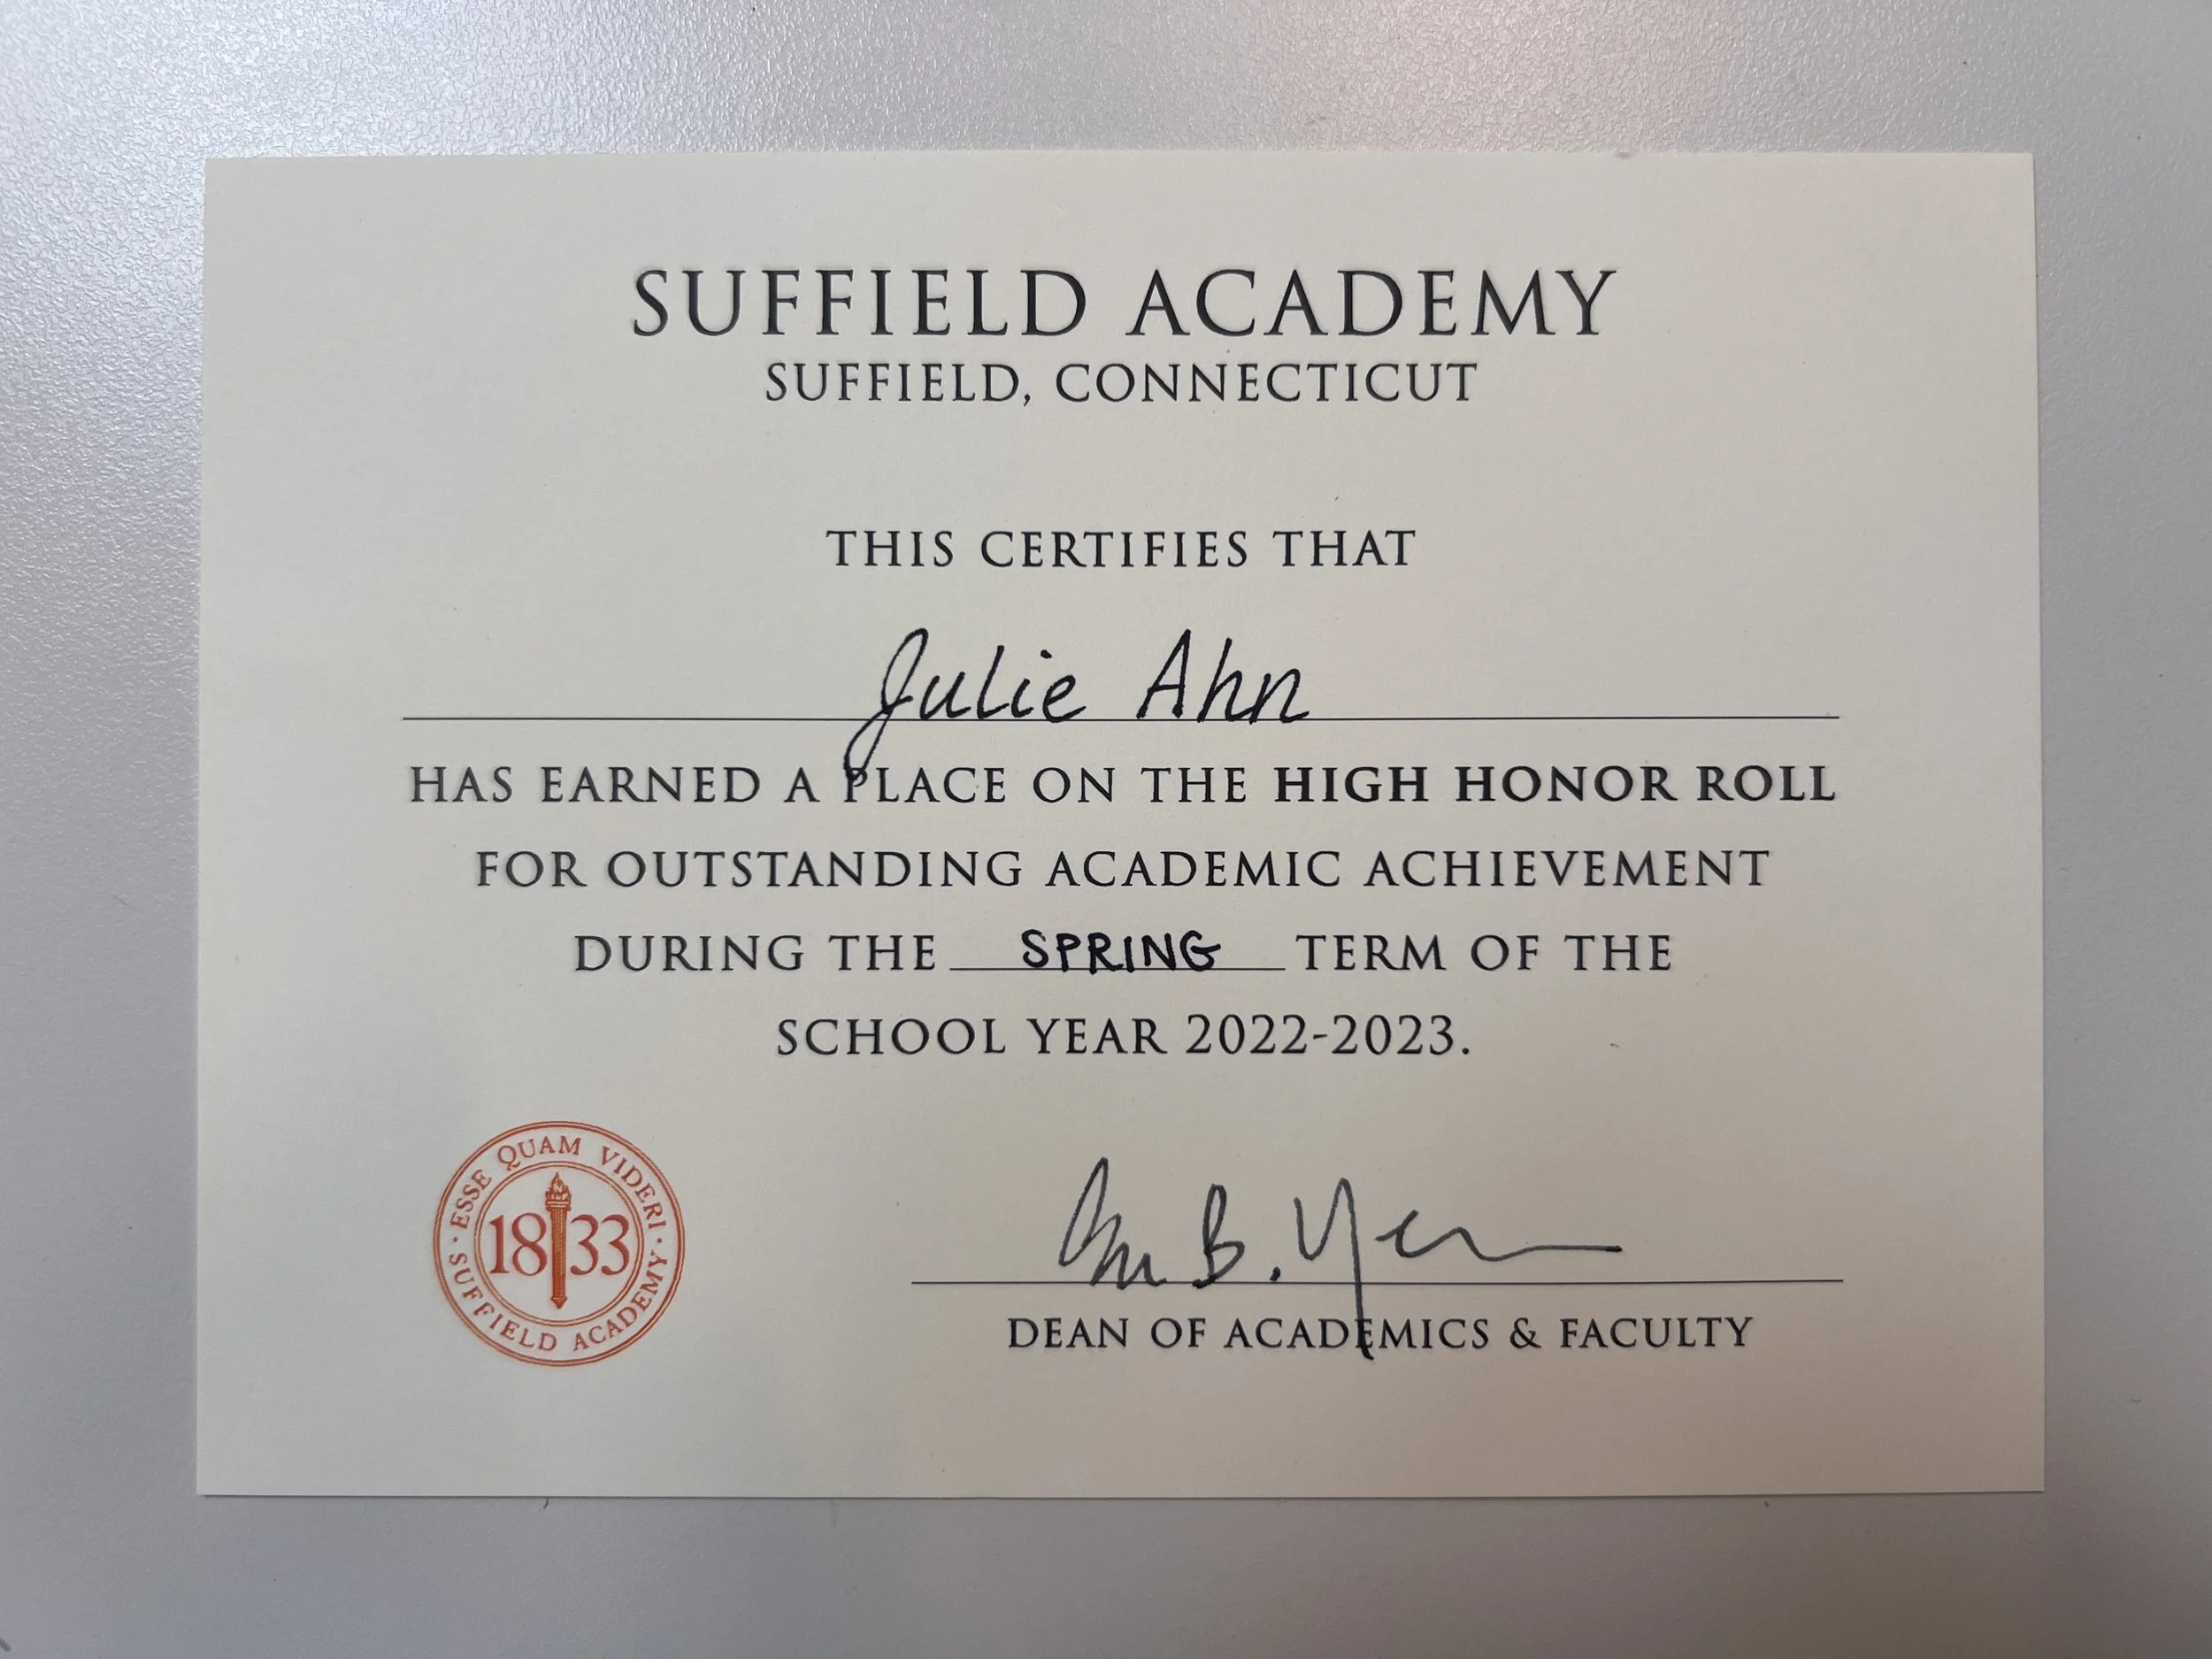 SUFFIELD ACADEMY
SUFFIELD, CONNECTICUT
THIS CERTIFIES THAT
Julie Ahn
HAS EARNED A PLACE ON THE HIGH HONOR ROLL
FOR OUTSTANDING ACADEMIC ACHIEVEMENT
DURING THE SPRING TERM OF THE
SCHOOL YEAR 2022-2023.
· ESSE QUAM VIDERI ·
1833
SUFFIELD ACADEMY
B.
DEAN OF ACADEMICS & FACULTY